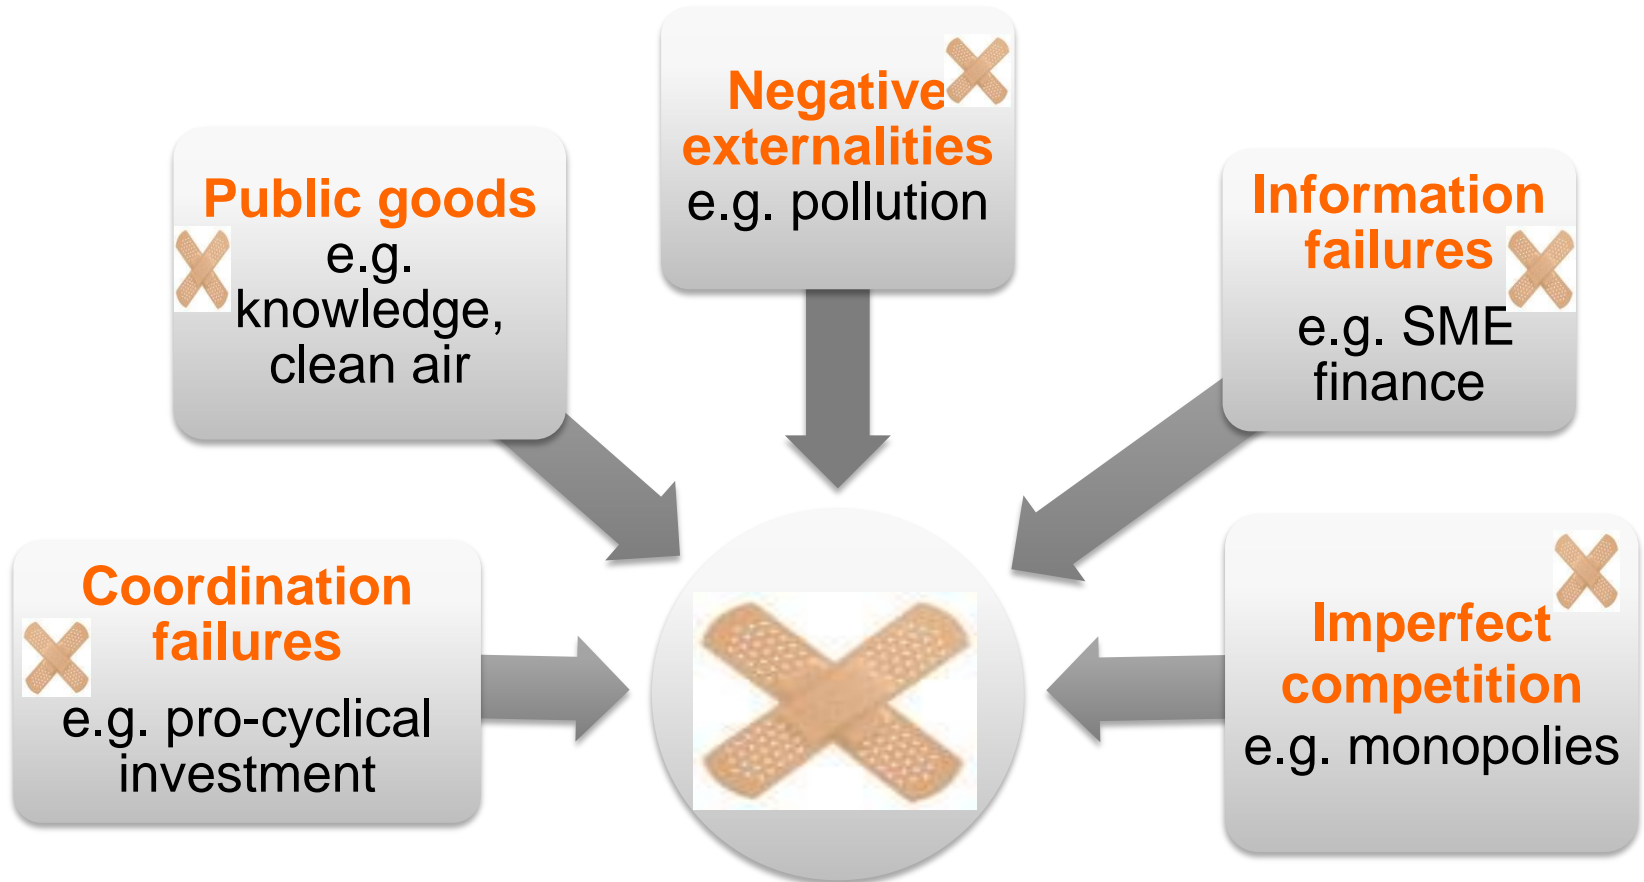 Negative
externalities
e.g. pollution
Public goods
e.g.
knowledge,
clean air
Information
failures
e.g. SME
finance
Coordination
failures
e.g. pro-cyclical
investment
Imperfect
competition
e.g. monopolies